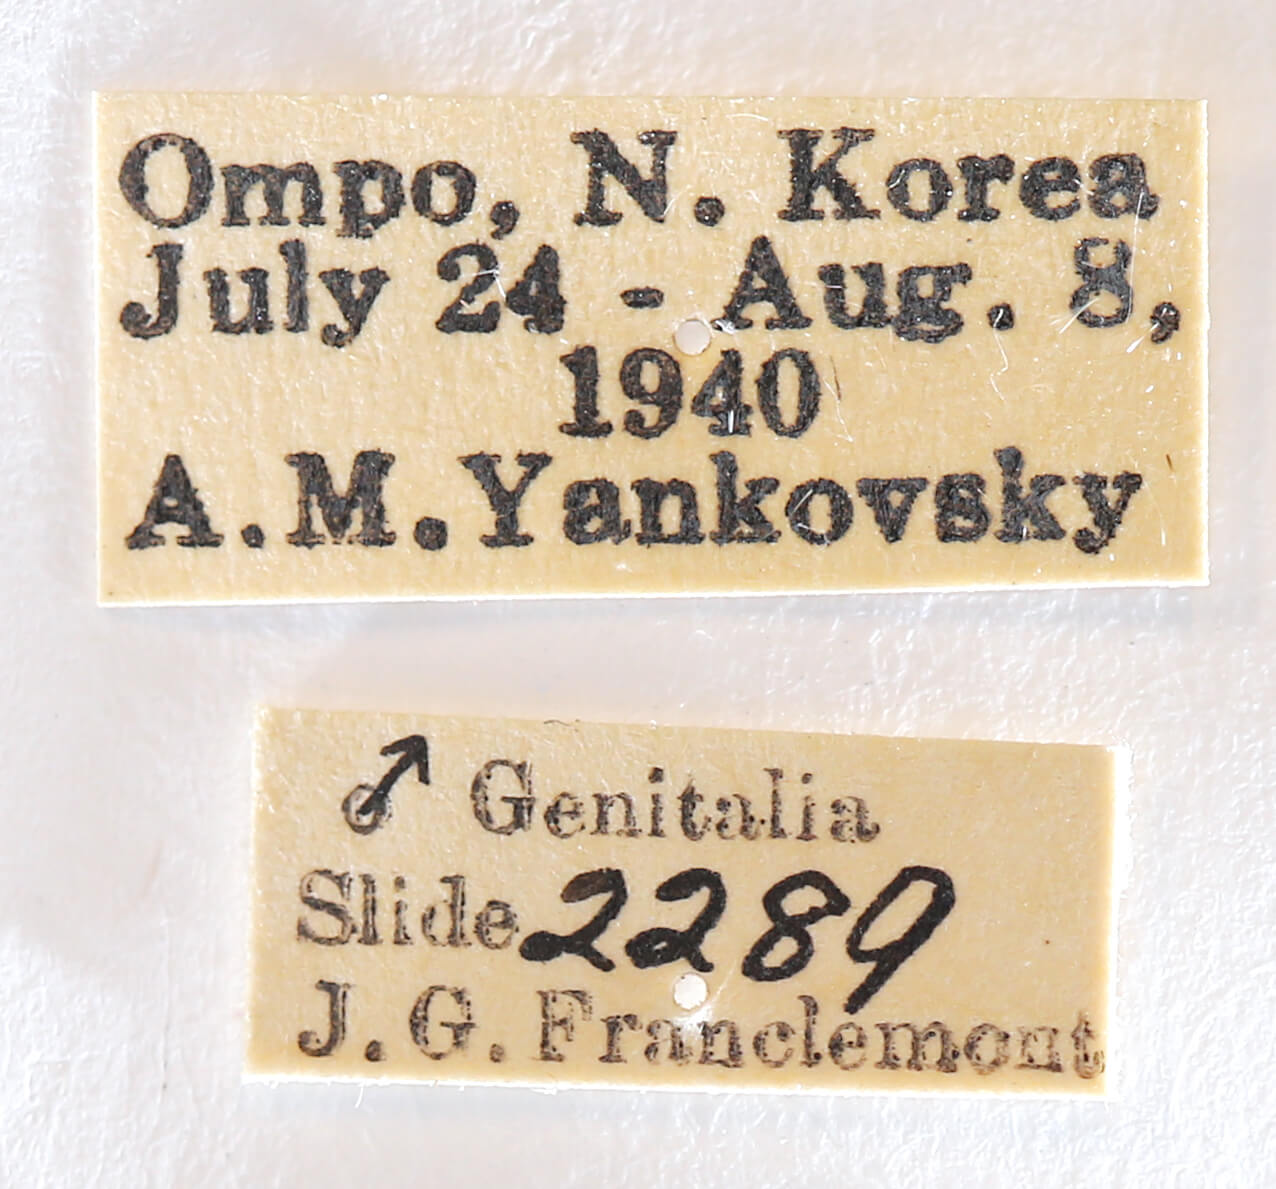 Ompo, N. Korea
July 24 - Aug. 8,
1940
A.M.Yankovsky
♂ Genitalia
Slide 2289
J.G. Franclemont